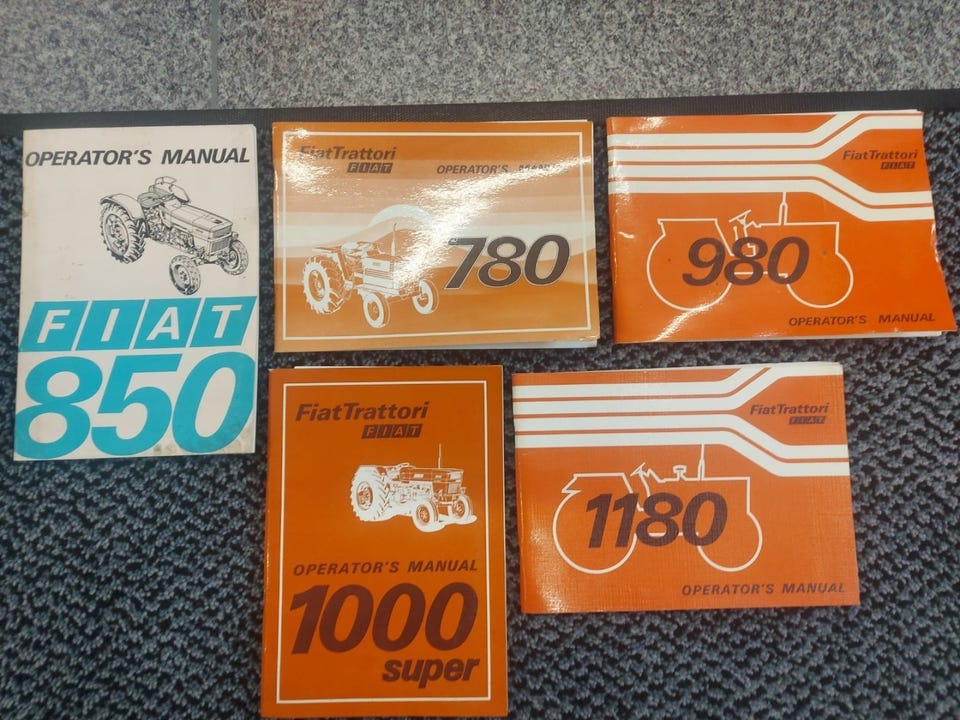 OPERATOR'S MANUAL
FIAT
850
FiatTrattori
FIAT
OPERATOR'S
780
FiatTrattori
FIAT
980
OPERATOR'S MANUAL
FiatTrattori
FIAT
OPERATOR'S MANUAL
1000
super
FiatTrattori
FIAT
1180
OPERATOR'S MANUAL